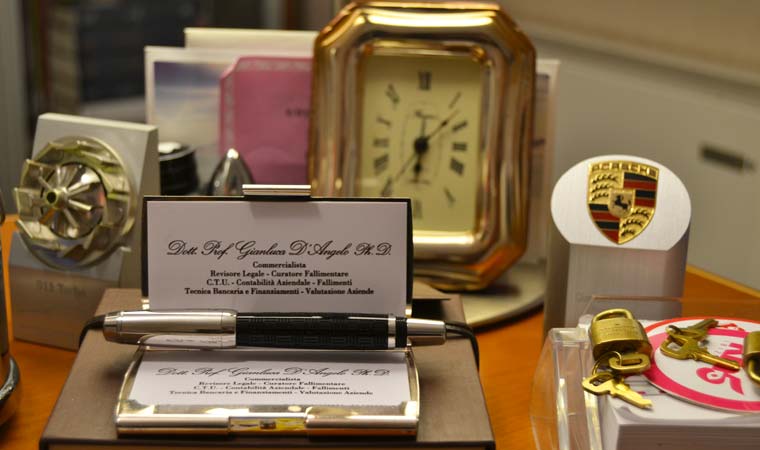 PORSCHE
Dott. Prof. Gianluca D'Angelo Ph.D.
Commercialista
Revisore Legale - Curatore Fallimentare
C.T.U. - Contabilità Aziendale - Fallimenti
Tecnica Bancaria e Finanziamenti - Valutazione Aziende
Dott. Prof. Gianluca D'Angelo Ph.D.
Commercialista
Revisore Legale - Curatore Fallimentare
C.T.U. - Contabilità Aziendale - Fallimenti
Tecnica Bancaria e Finanziamenti - Valutazione Aziende